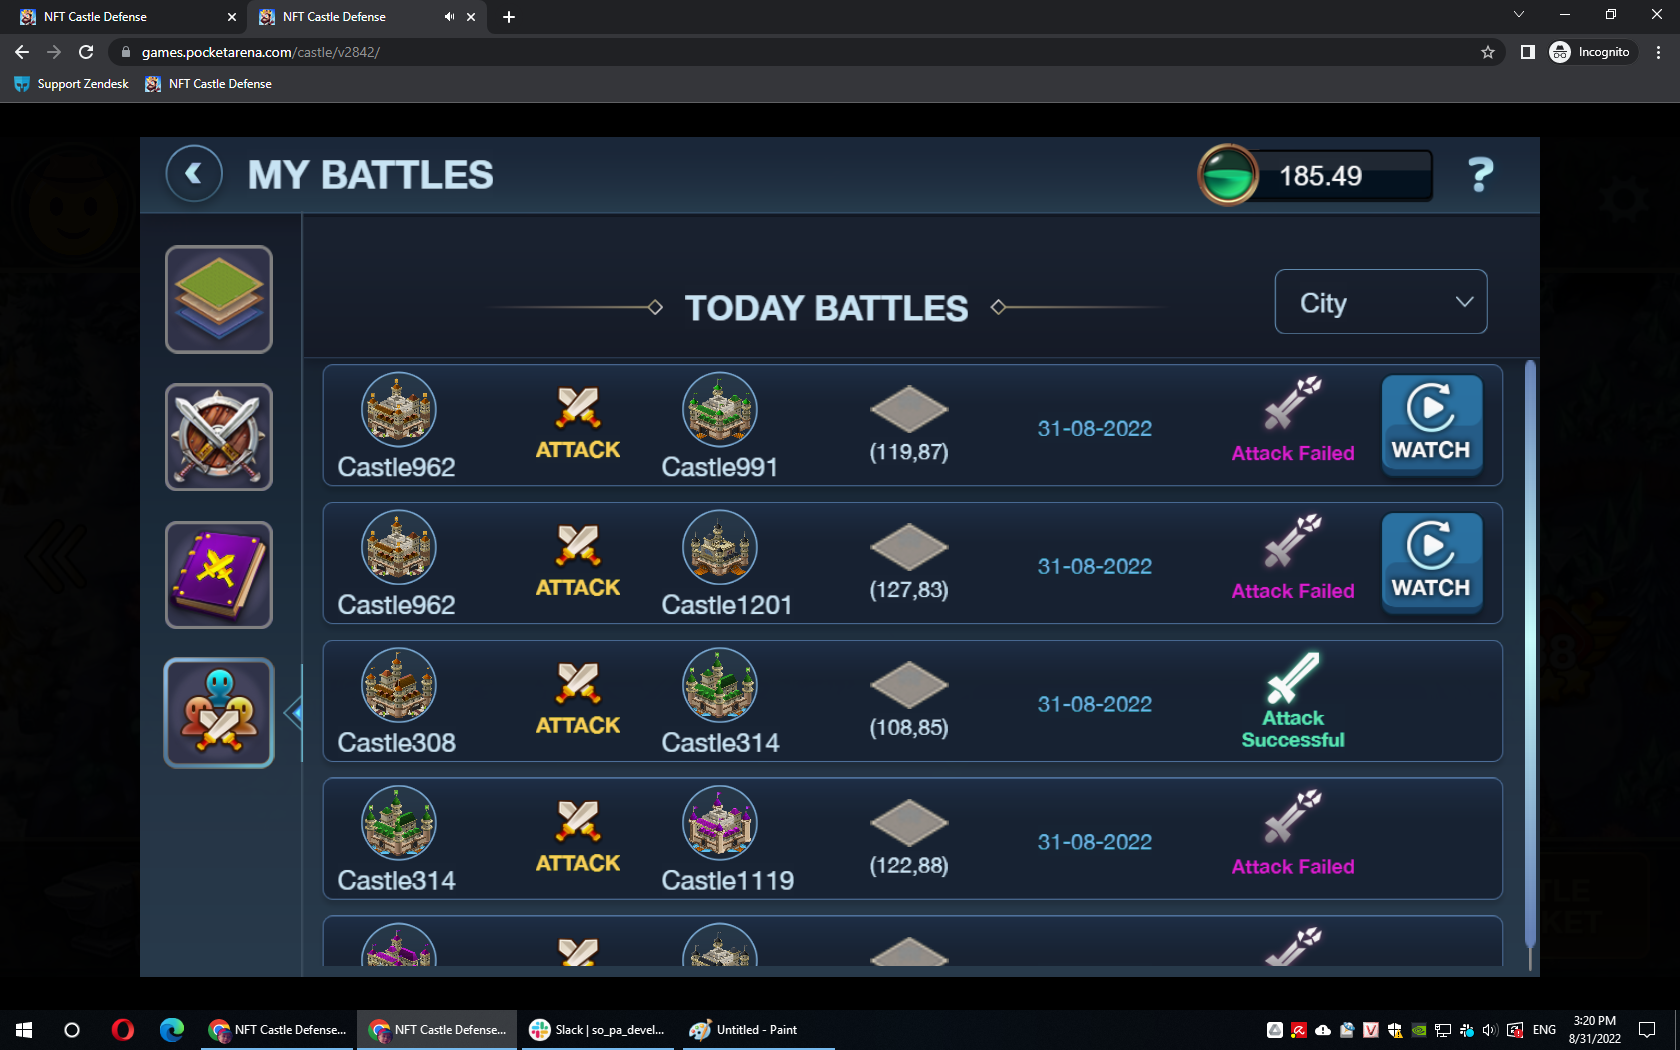 NFT Castle Defense
NFT Castle Defense
games.pocketarena.com/castle/v2842/
Incognito
Support Zendesk
NFT Castle Defense
MY BATTLES
185.49
?
TODAY BATTLES
City
Castle962
ATTACK
Castle991
(119,87)
31-08-2022
Attack Failed
WATCH
Castle962
ATTACK
Castle1201
(127,83)
31-08-2022
Attack Failed
WATCH
Castle308
ATTACK
Castle314
(108,85)
31-08-2022
Attack
Successful
Castle314
ATTACK
Castle1119
(122,88)
31-08-2022
Attack Failed
NFT Castle Defense...
NFT Castle Defense...
Slack | so_pa_devel...
Untitled - Paint
ENG
3:20 PM
8/31/2022